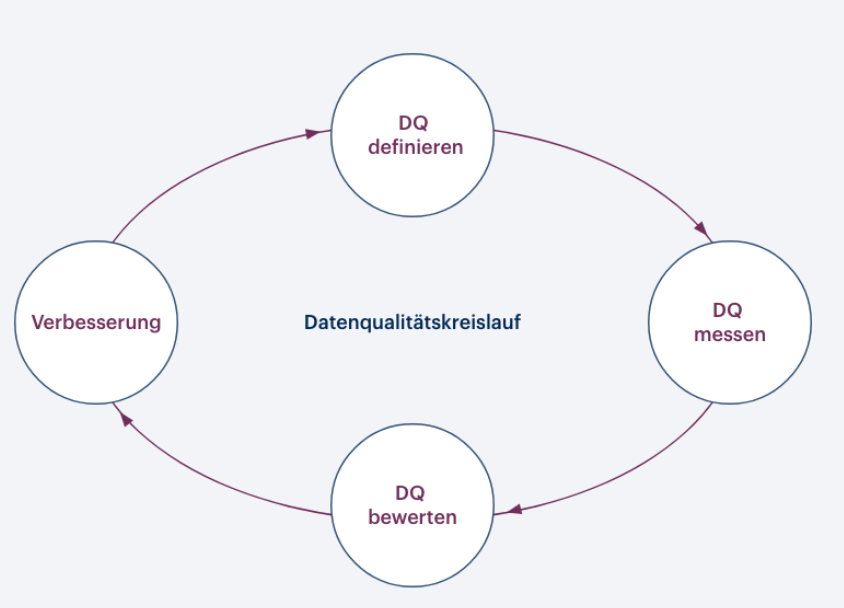 DQ
definieren
Verbesserung
Datenqualitätskreislauf
DQ
messen
DQ
bewerten